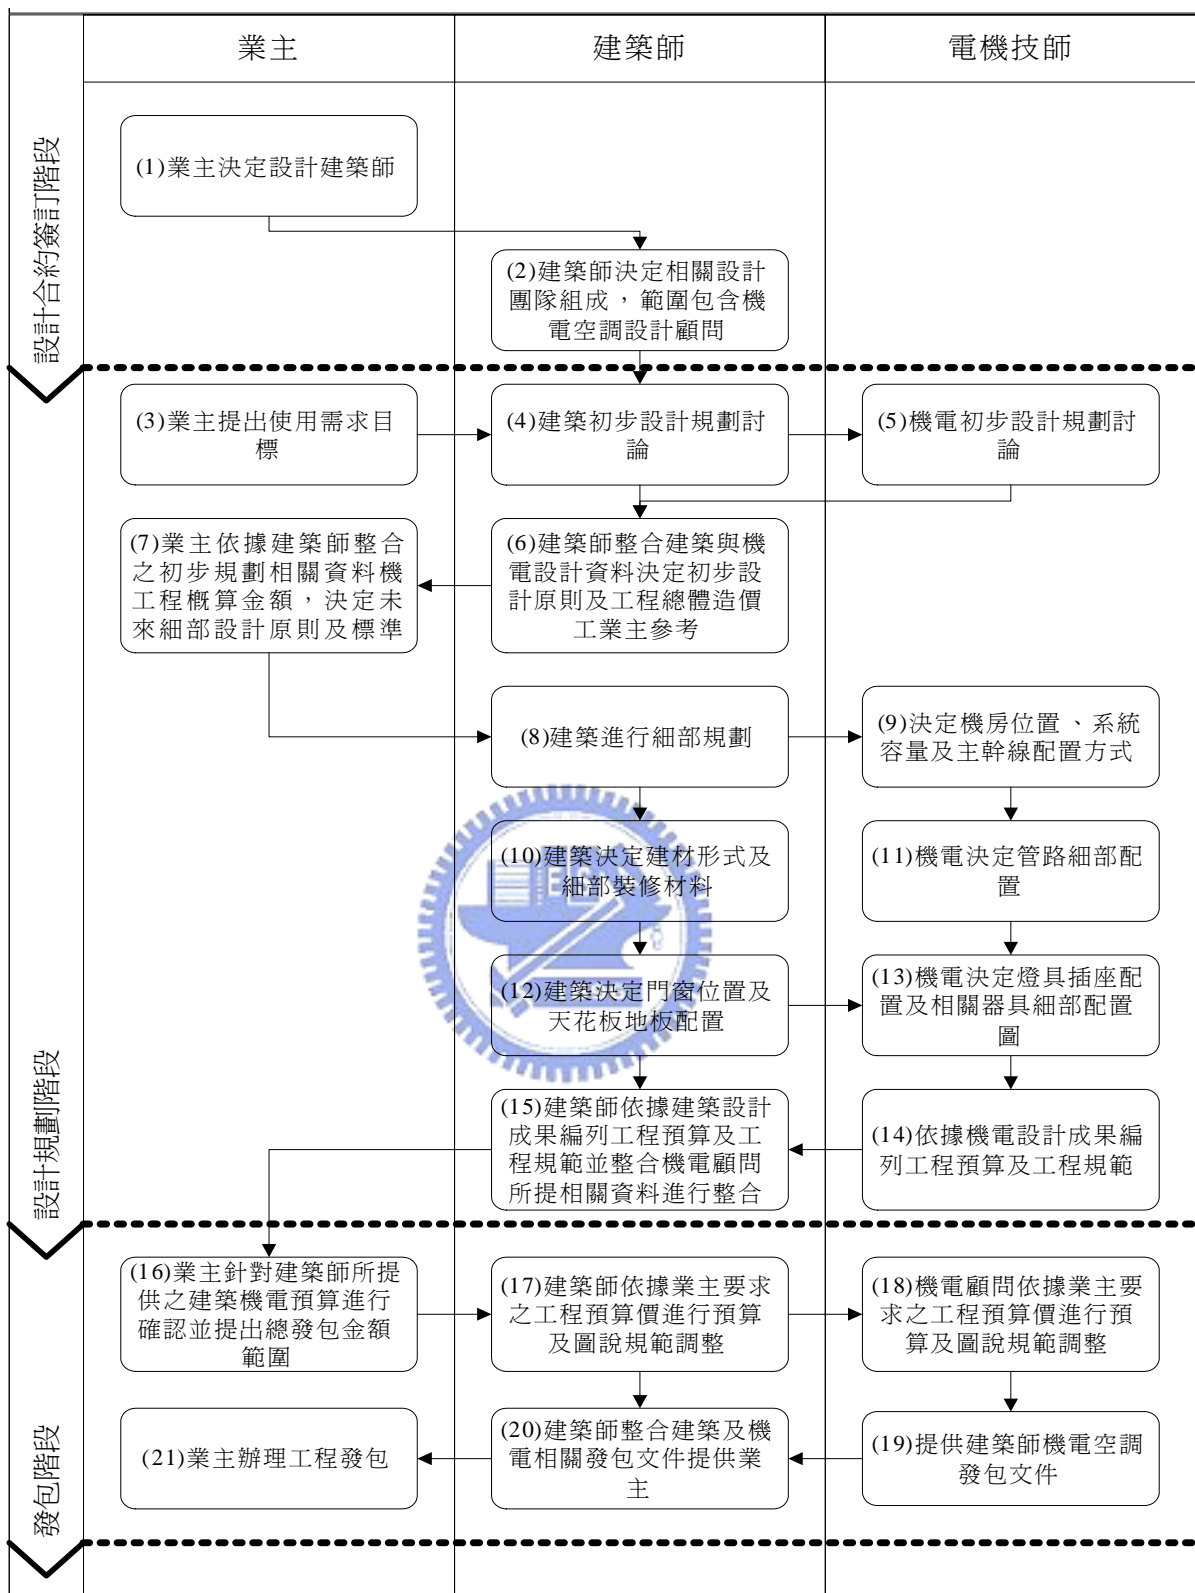 業主
建築師
電機技師
設計合約簽訂階段
(1)業主決定設計建築師
(2)建築師決定相關設計
團隊組成，範圍包含機
電空調設計顧問
(3)業主提出使用需求目
標
(4)建築初步設計規劃討
論
(5)機電初步設計規劃討
論
(7)業主依據建築師整合
之初步規劃相關資料機
工程概算金額，決定未
來細部設計原則及標準
(6)建築師整合建築與機
電設計資料決定初步設
計原則及工程總體造價
工業主參考
(8)建築進行細部規劃
(9)決定機房位置、系統
容量及主幹線配置方式
(10)建築決定建材形式及
細部裝修材料
(11)機電決定管路細部配
置
(12)建築決定門窗位置及
天花板地板配置
(13)機電決定燈具插座配
置及相關器具細部配置
圖
設計規劃階段
(15)建築師依據建築設計
成果編列工程預算及工
程規範並整合機電顧問
所提相關資料進行整合
(14)依據機電設計成果編
列工程預算及工程規範
(16)業主針對建築師所提
供之建築機電預算進行
確認並提出總發包金額
範圍
(17)建築師依據業主要求
之工程預算價進行預算
及圖說規範調整
(18)機電顧問依據業主要
求之工程預算價進行預
算及圖說規範調整
發包階段
(21)業主辦理工程發包
(20)建築師整合建築及機
電相關發包文件提供業
主
(19)提供建築師機電空調
發包文件